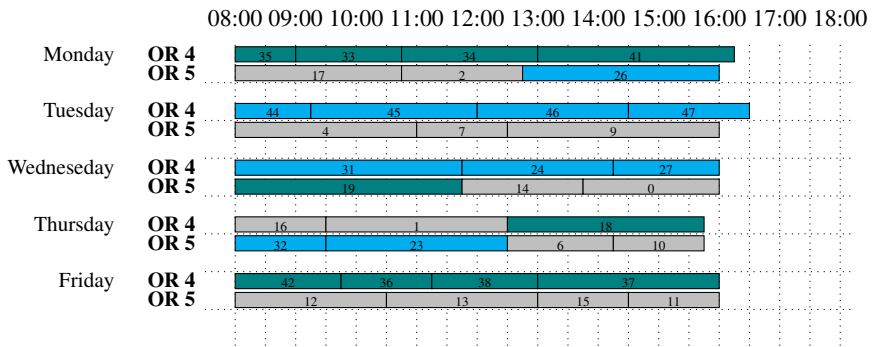 08:00 09:00 10:00 11:00 12:00 13:00 14:00 15:00 16:00 17:00 18:00
Monday OR 4 35 33 34 41
OR 5 17 2 26
Tuesday OR 4 44 45 46 47
OR 5 4 7 9
Wedneseday OR 4 31 24 27
OR 5 19 14 0
Thursday OR 4 16 1 18
OR 5 32 23 6 10
Friday OR 4 42 36 38 37
OR 5 12 13 15 11